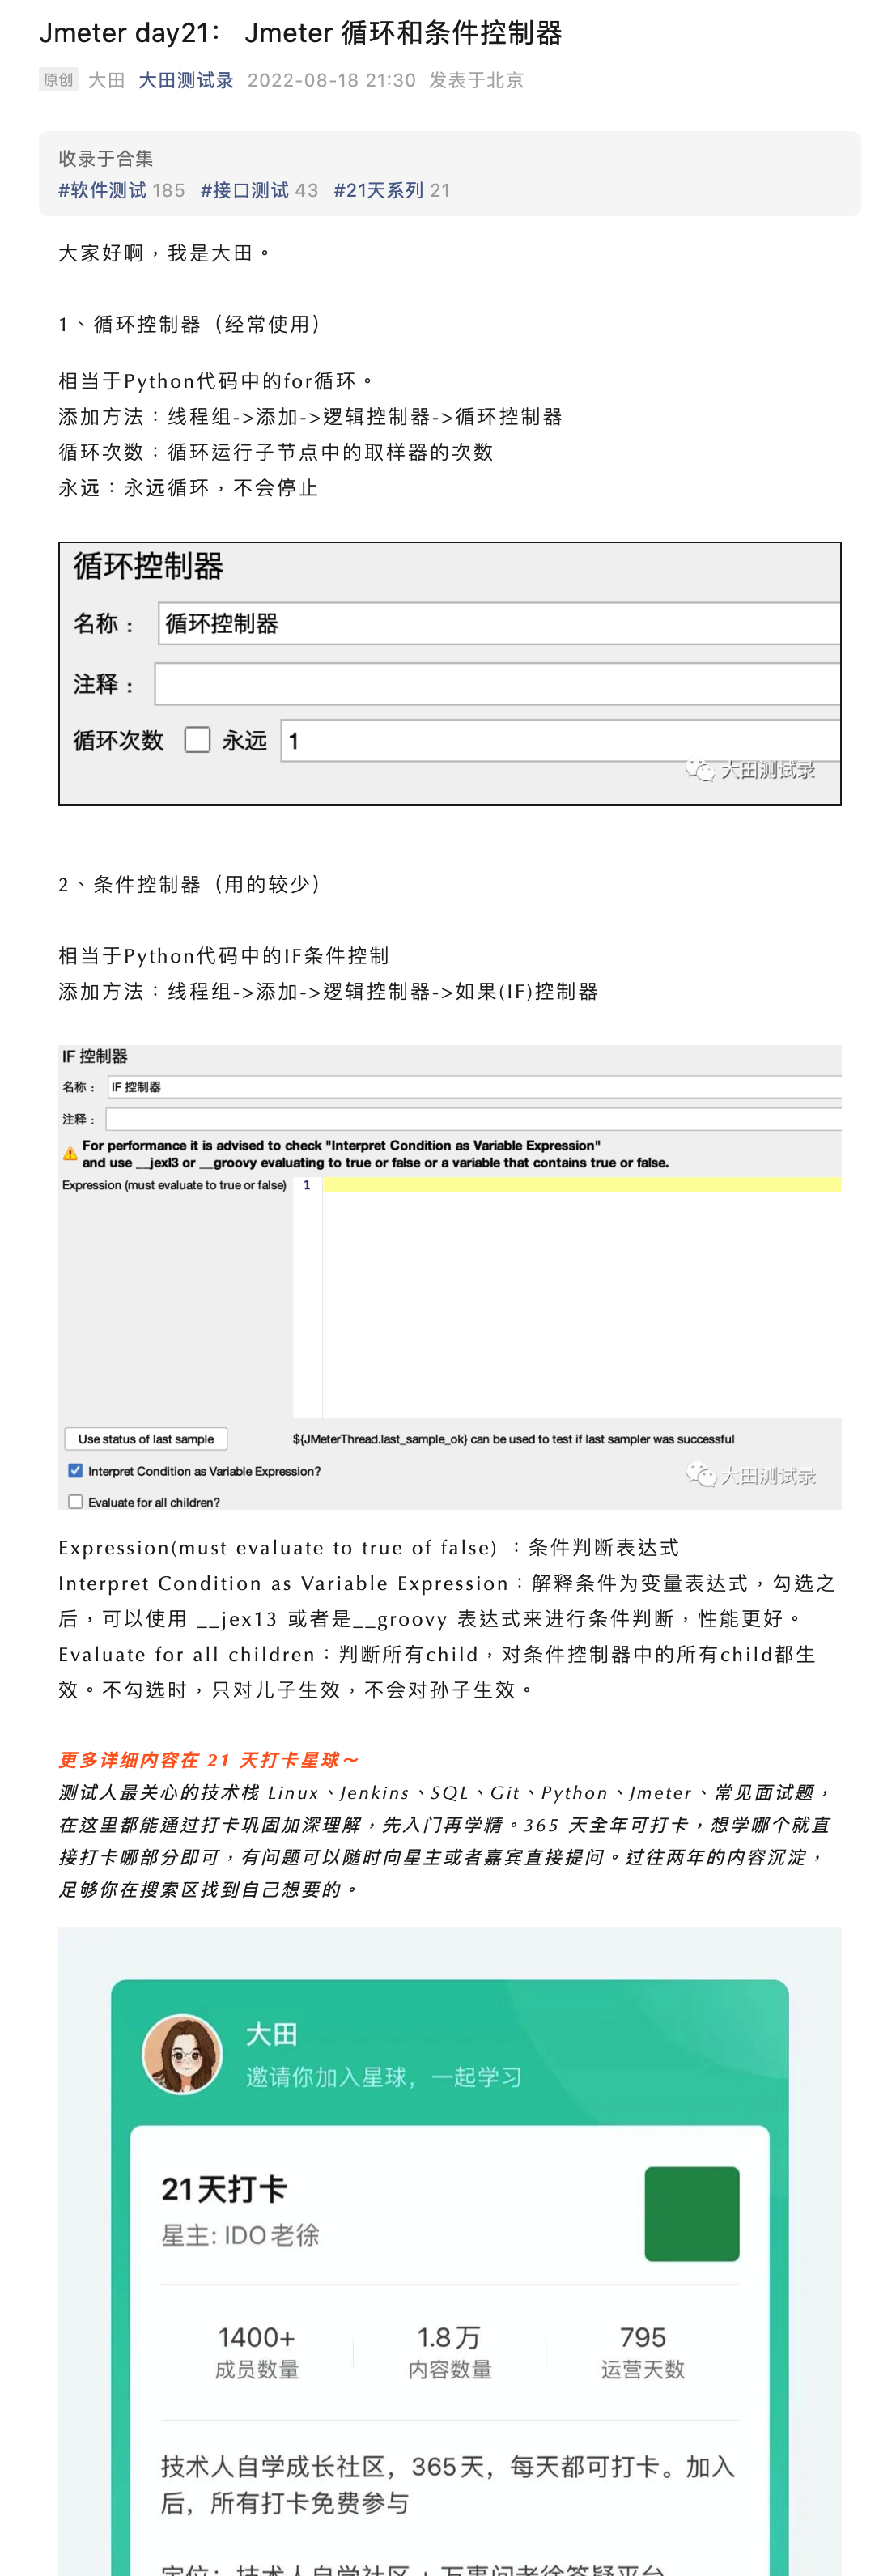 Jmeter day21： Jmeter 循环和条件控制器
原创 大田 大田测试录 2022-08-18 21:30 发表于北京
收录于合集
#软件测试 185 #接口测试 43 #21天系列 21
大家好啊，我是大田。
1、循环控制器（经常使用）
相当于Python代码中的for循环。
添加方法：线程组->添加->逻辑控制器->循环控制器
循环次数：循环运行子节点中的取样器的次数
永远：永远循环，不会停止
循环控制器
名称： 循环控制器
注释：
循环次数 永远 1
大田测试录
2、条件控制器（用的较少）
相当于Python代码中的IF条件控制
添加方法：线程组->添加->逻辑控制器->如果(IF)控制器
IF 控制器
名称： IF 控制器
注释：
For performance it is advised to check "Interpret Condition as Variable Expression"
and use __jexl3 or __groovy evaluating to true or false or a variable that contains true or false.
Expression (must evaluate to true or false) 1
Use status of last sample ${JMeterThread.last_sample_ok} can be used to test if last sampler was successful
Interpret Condition as Variable Expression?
大田测试录
Evaluate for all children?
Expression(must evaluate to true of false) ：条件判断表达式
Interpret Condition as Variable Expression：解释条件为变量表达式，勾选之
后，可以使用 __jex13 或者是__groovy 表达式来进行条件判断，性能更好。
Evaluate for all children：判断所有child，对条件控制器中的所有child都生
效。不勾选时，只对儿子生效，不会对孙子生效。
更多详细内容在 21 天打卡星球～
测试人最关心的技术栈 Linux、Jenkins、SQL、Git、Python、Jmeter、常见面试题，
在这里都能通过打卡巩固加深理解，先入门再学精。365 天全年可打卡，想学哪个就直
接打卡哪部分即可，有问题可以随时向星主或者嘉宾直接提问。过往两年的内容沉淀，
足够你在搜索区找到自己想要的。
大田
邀请你加入星球，一起学习
21天打卡
星主: IDO老徐
1400+ 1.8万 795
成员数量 内容数量 运营天数
技术人自学成长社区，365天，每天都可打卡。加入
后，所有打卡免费参与
定位：技术人自学社区 + 万事问老徐答疑平台